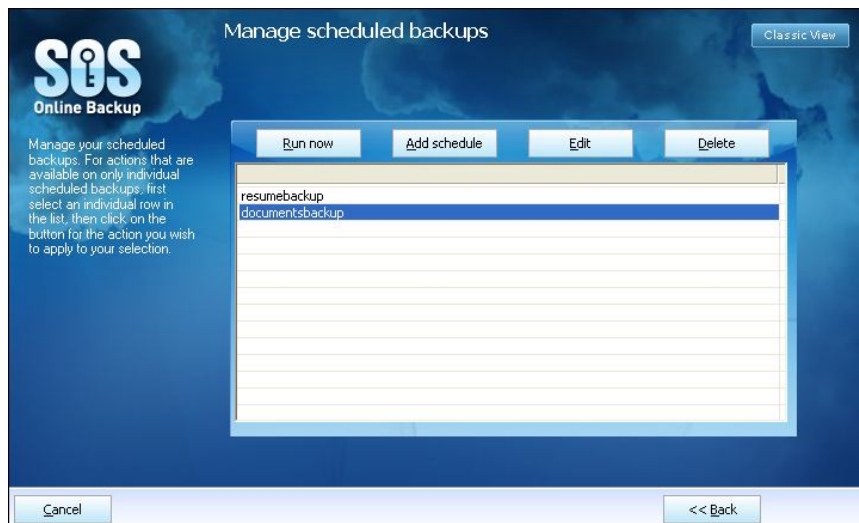 Manage scheduled backups
Classic View
SOS
Online Backup
Manage your scheduled
backups. For actions that are
available on only individual
scheduled backups, first
select an individual row in
the list, then click on the
button for the action you wish
to apply to your selection.
Run now
Add schedule
Edit
Delete
resumebackup
documentsbackup
Cancel
<< Back